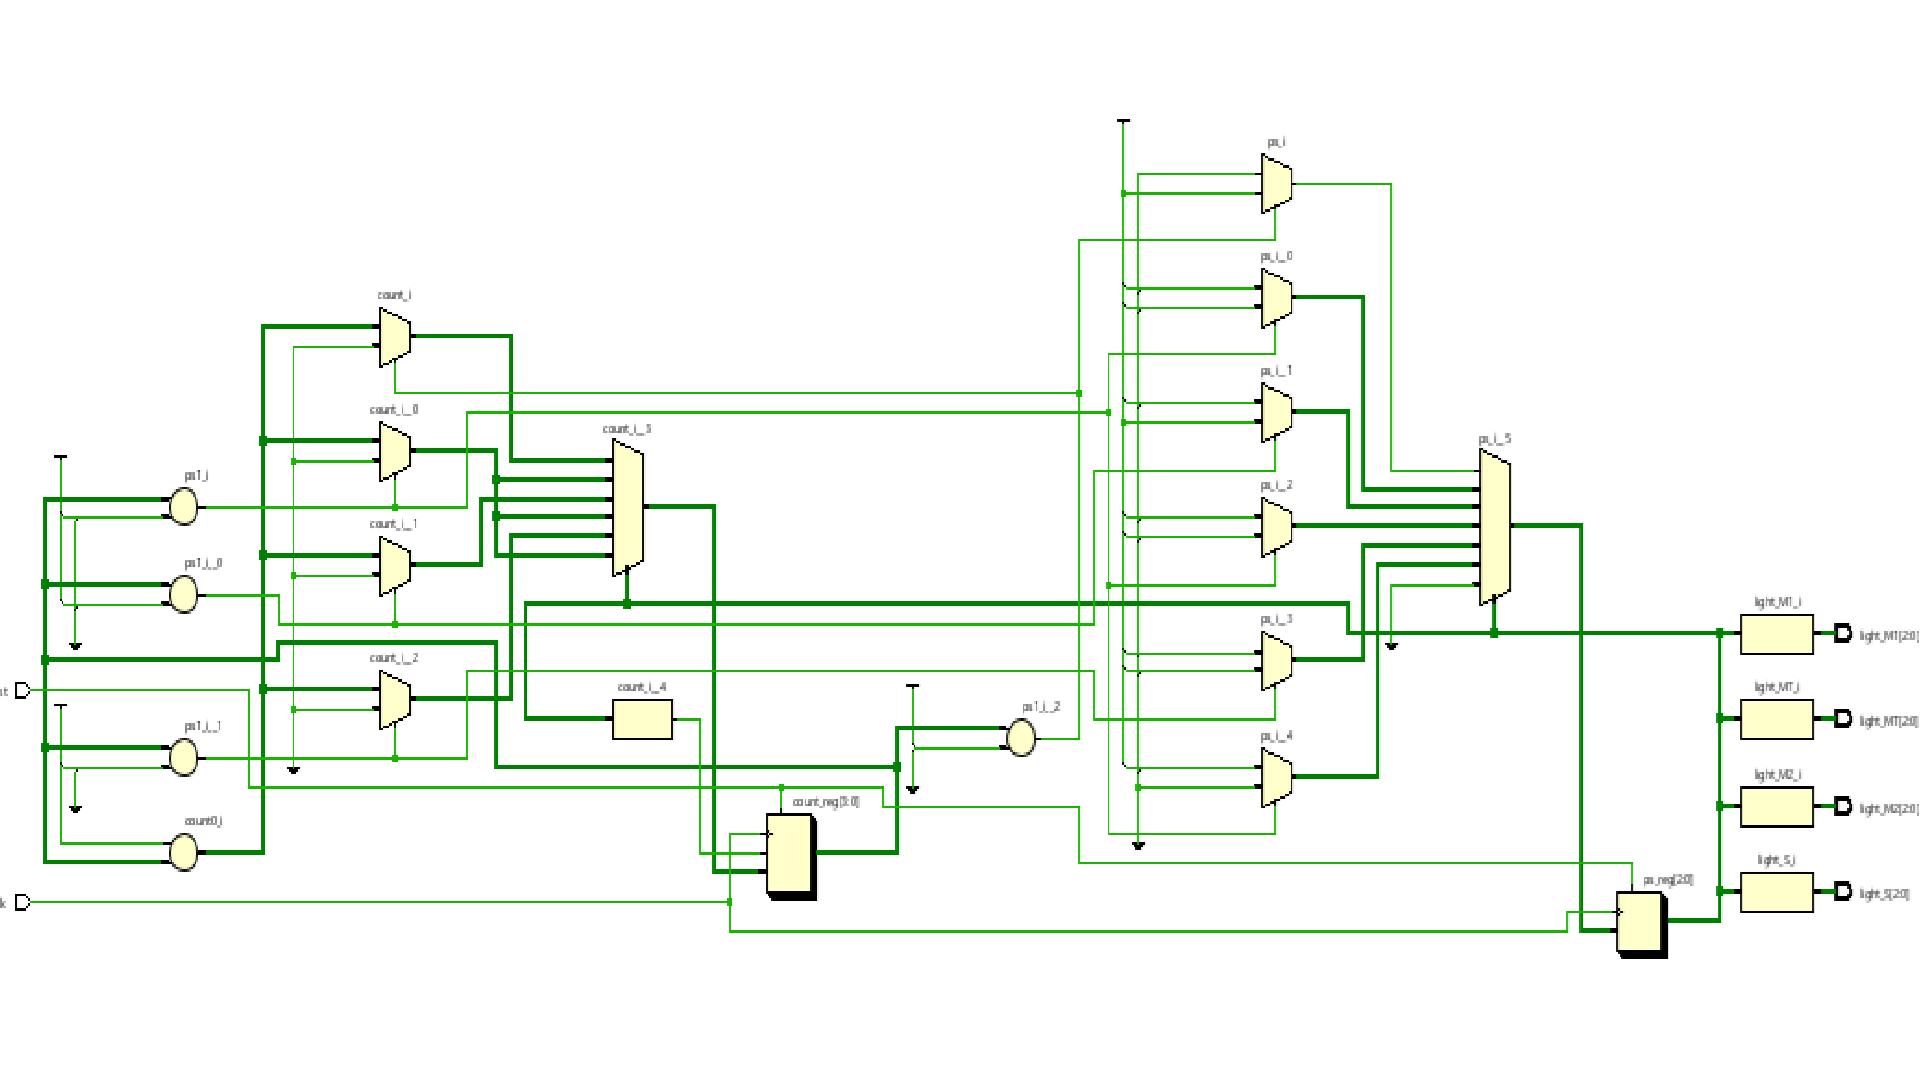 ps_i
ps_i__0
count_i
ps_i__1
count_i__0
count_i__3
ps_i__5
ps1_i
ps_i__2
count_i__1
ps1_i__0
light_M1_i
ps_i__3
light_M1[2:0]
count_i__2
count_i__4
light_MT_i
st
ps1_i__2
light_MT[2:0]
ps1_i__1
ps_i__4
light_M2_i
count_reg[3:0]
light_M2[2:0]
count0_i
light_S_i
ps_reg[2:0]
light_S[2:0]
k